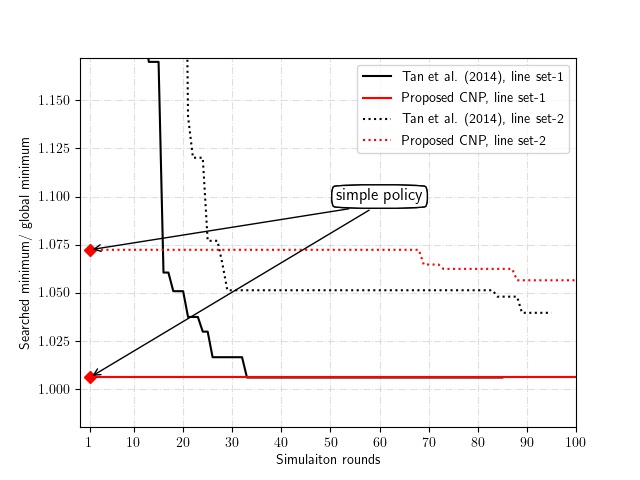 Tan et al. (2014), line set-1
Proposed CNP, line set-1
Tan et al. (2014), line set-2
Proposed CNP, line set-2
simple policy
Searched minimum/ global minimum
1.150
1.125
1.100
1.075
1.050
1.025
1.000
1 10 20 30 40 50 60 70 80 90 100
Simulaiton rounds